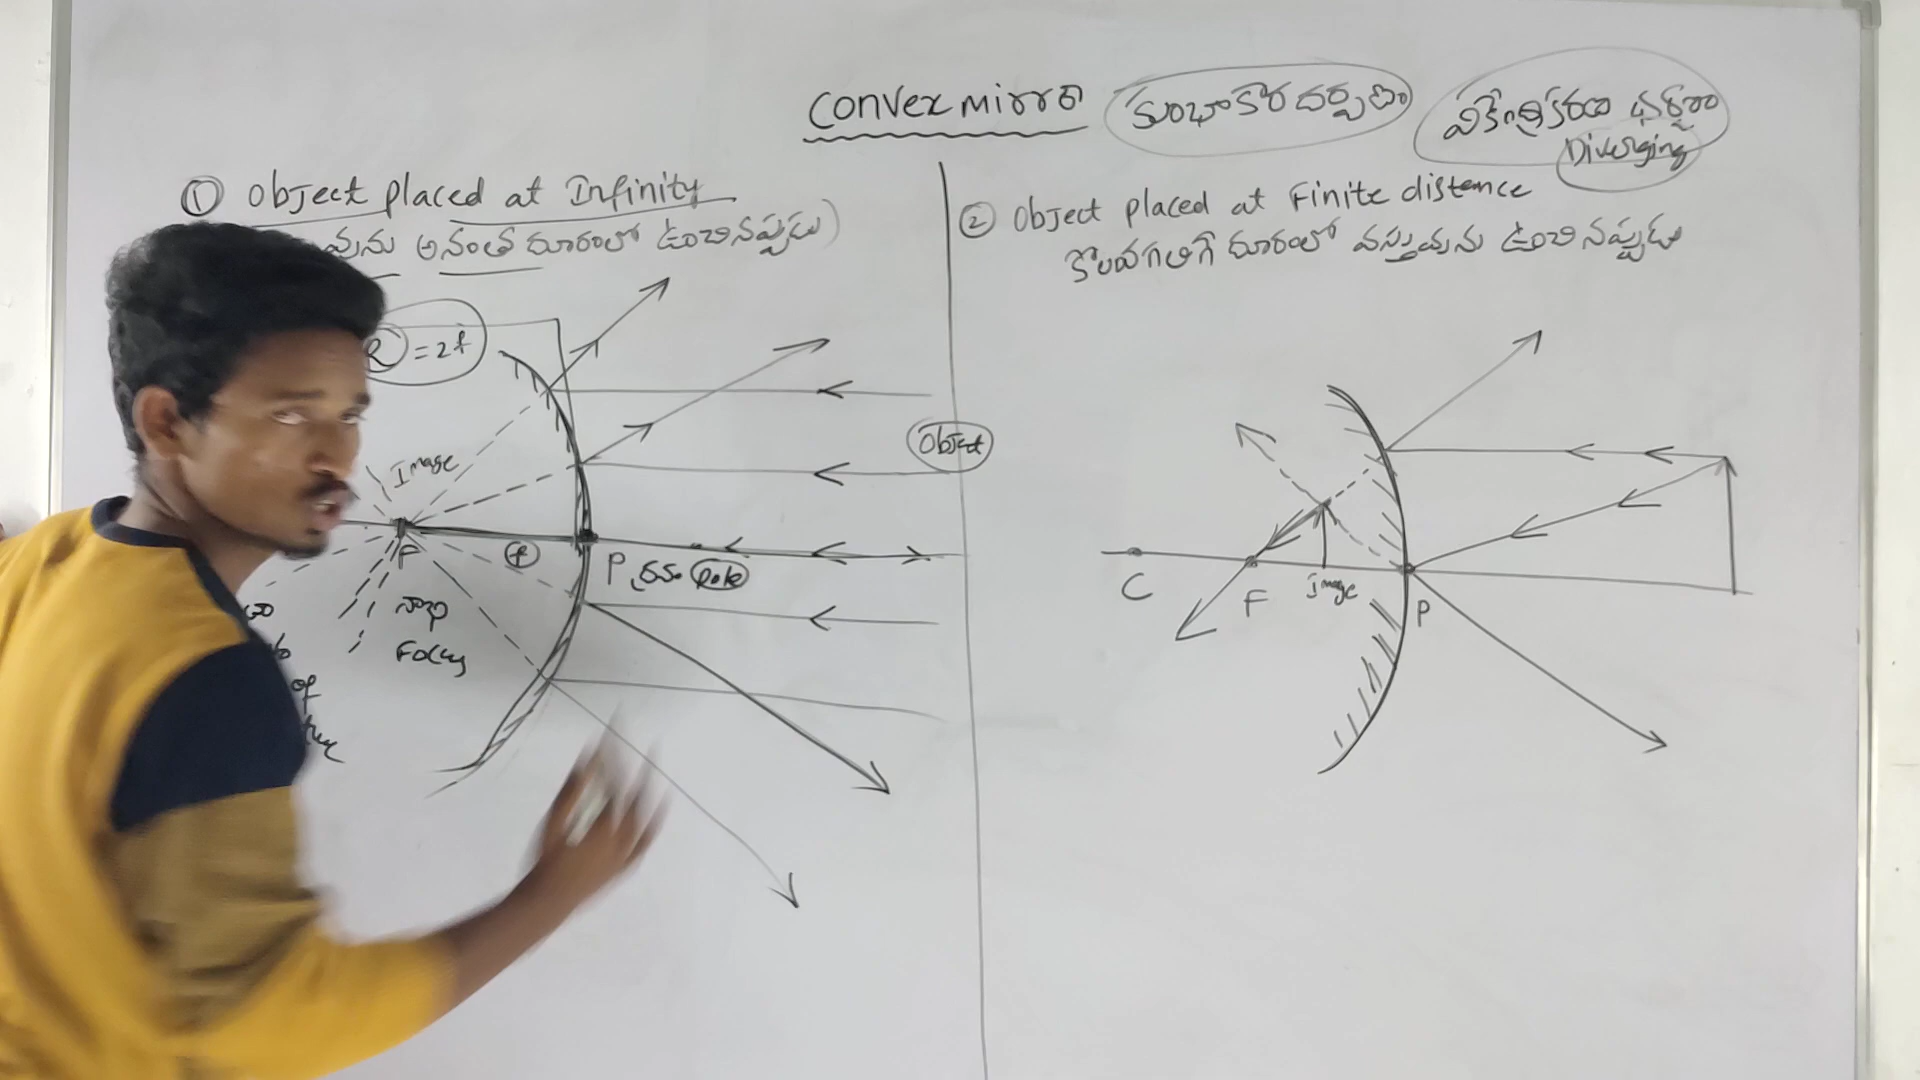 convex mirror కుంభాకార దర్పణం వికేంద్రీకరణ
Diverging
① Object placed at Infinity
అనంత దూరంలో ఉంచినప్పుడు)
R = 2f
Object
Image
F
f
P
pole
నాభి
Focus
of
② Object placed at Finite distance
కొలవగలిగే దూరంలో వస్తువును ఉంచినప్పుడు
C
F
Image
P